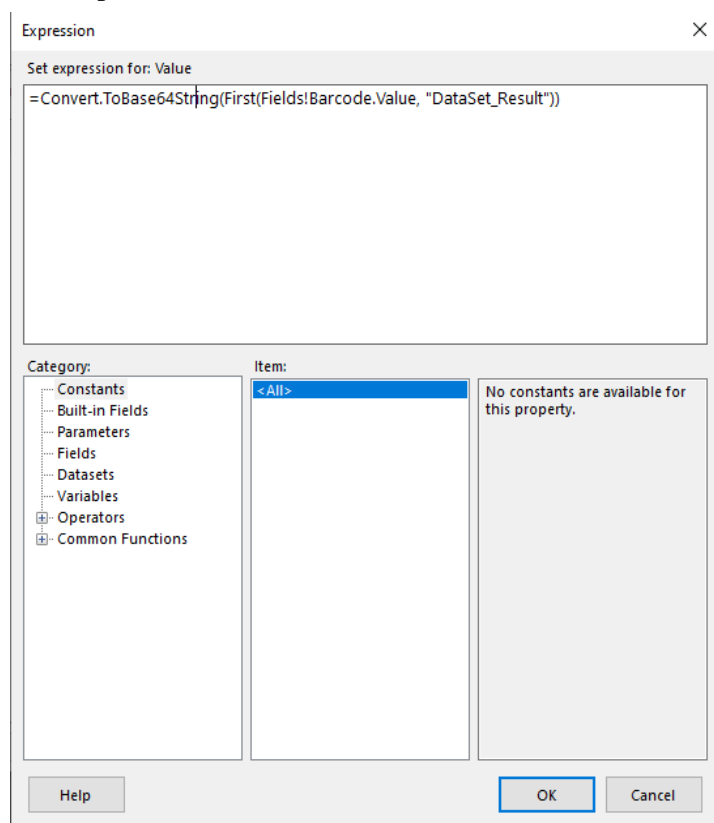 Expression
Set expression for: Value
=Convert.ToBase64String(First(Fields!Barcode.Value, "DataSet_Result"))
Category:
Item:
Constants
Built-in Fields
Parameters
Fields
Datasets
Variables
Operators
Common Functions
<All>
No constants are available for
this property.
Help
OK
Cancel